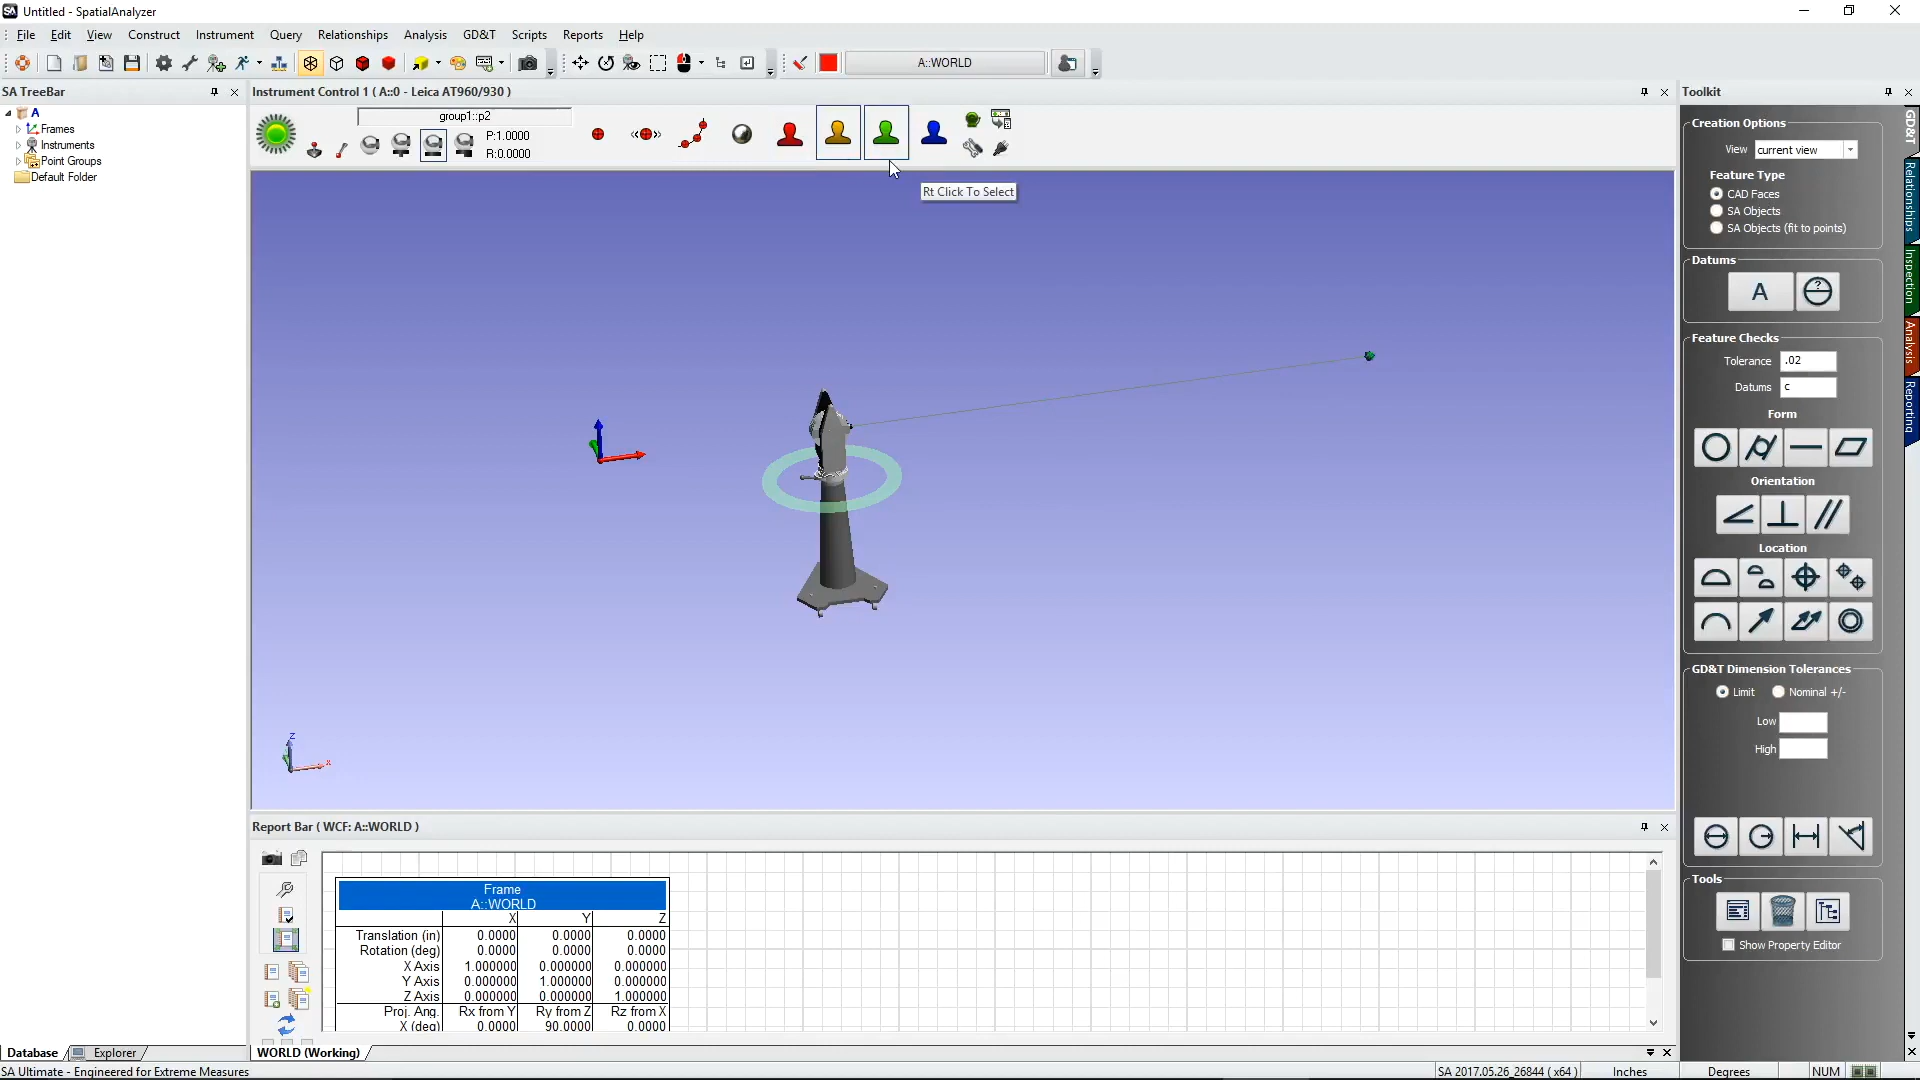 Untitled - SpatialAnalyzer
File Edit View Construct Instrument Query Relationships Analysis GD&T Scripts Reports Help
A::WORLD
SA TreeBar
Instrument Control 1 ( A::0 - Leica AT960/930 )
Toolkit
A
Frames
Instruments
Point Groups
Default Folder
group1::p2
P:1.0000
R:0.0000
Rt Click To Select
Creation Options
View current view
Feature Type
CAD Faces
SA Objects
SA Objects (fit to points)
Datums
A
Feature Checks
Tolerance .02
Datums c
Form
Orientation
Location
GD&T Dimension Tolerances
Limit Nominal +/-
Low
High
Tools
Show Property Editor
GD&T
Relationships
Inspection
Analysis
Reporting
Z
X
Report Bar ( WCF: A::WORLD )
Frame
A::WORLD
X Y Z
Translation (in) 0.0000 0.0000 0.0000
Rotation (deg) 0.0000 0.0000 0.0000
X Axis 1.000000 0.000000 0.000000
Y Axis 0.000000 1.000000 0.000000
Z Axis 0.000000 0.000000 1.000000
Proj. Ang. Rx from Y Ry from Z Rz from X
X (deg) 0.0000 90.0000 0.0000
Database Explorer
WORLD (Working)
SA Ultimate - Engineered for Extreme Measures
SA 2017.05.26_26844 ( x64 )
Inches
Degrees
NUM